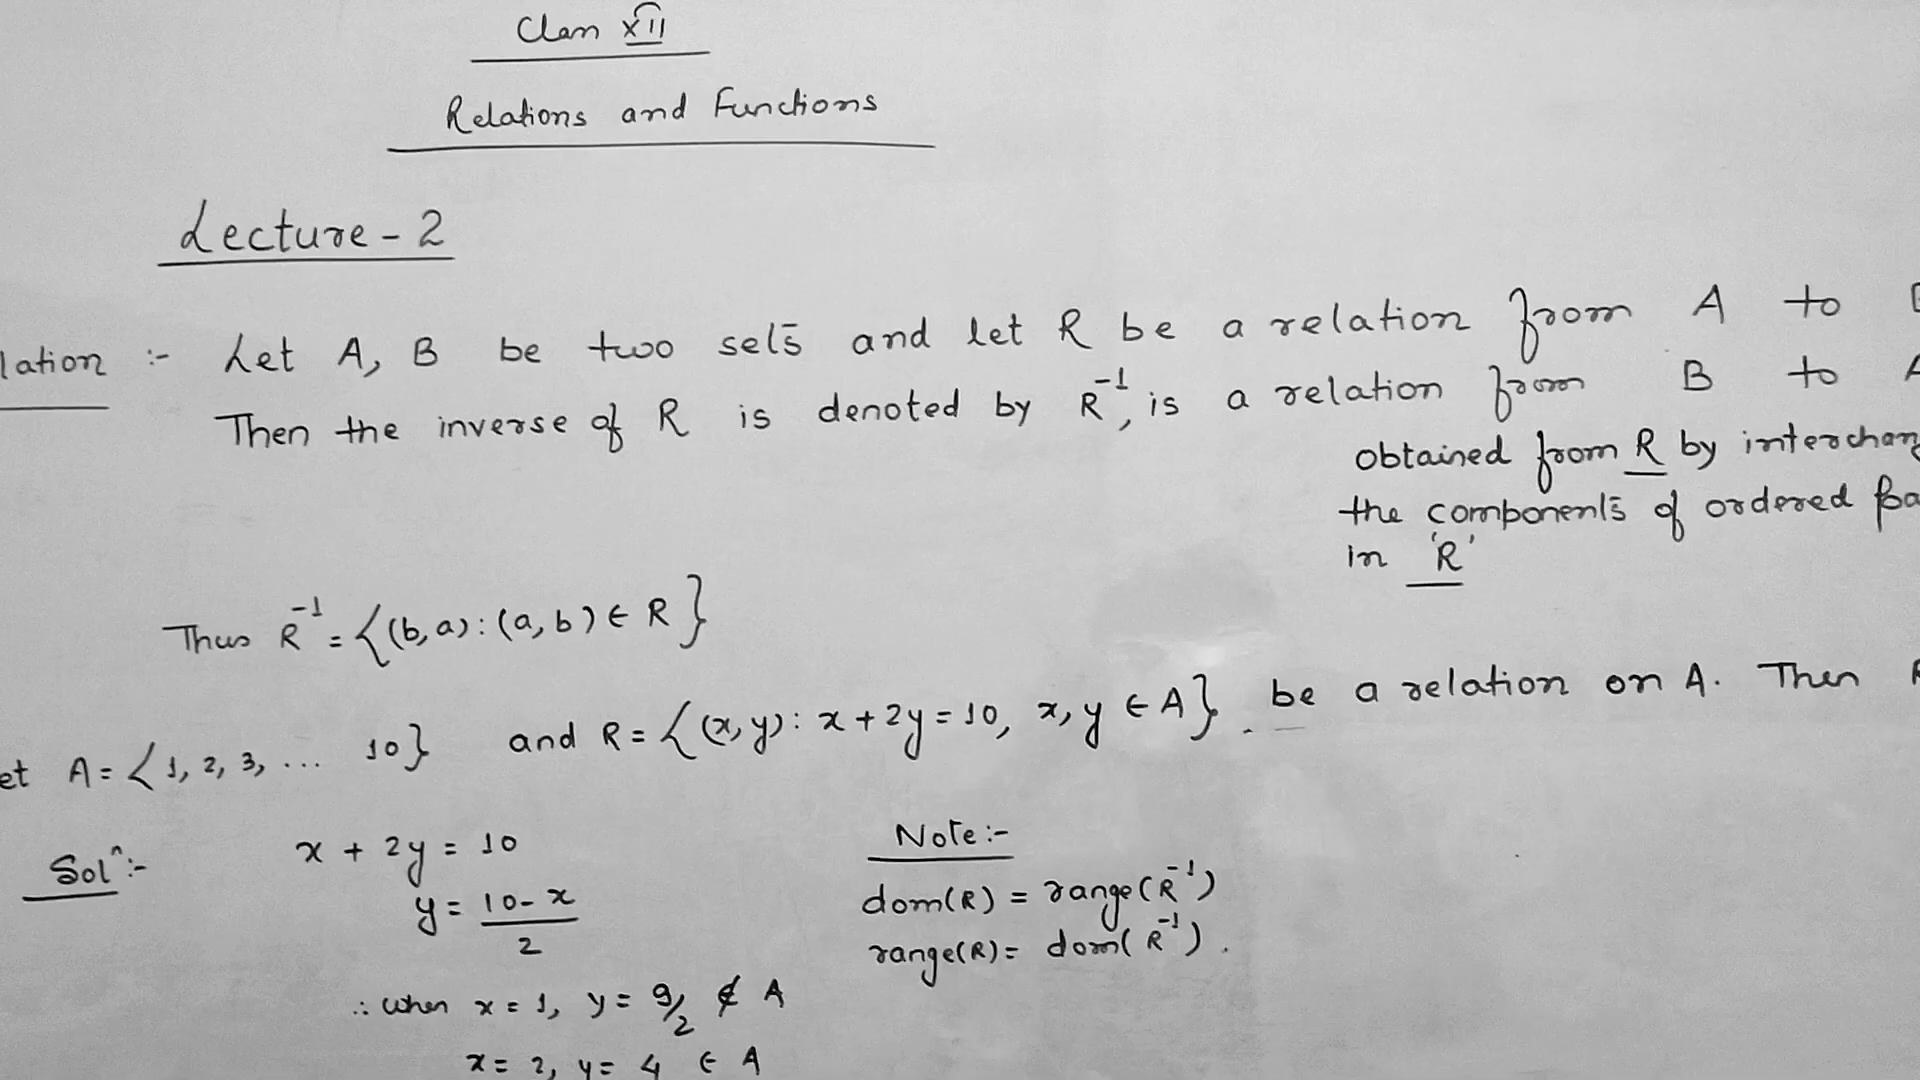 Class XII
Relations and Functions
Lecture - 2
lation :- Let A, B be two sets and let R be a relation from A to
Then the inverse of R is denoted by R⁻¹, is a relation from B to A
obtained from R by interchang
the components of ordered pa
in 'R'
Thus R⁻¹ = {(b,a) : (a,b) ∈ R}
et A = {1, 2, 3, ... 10} and R = {(x,y) : x + 2y = 10, x, y ∈ A} be a relation on A. Then
Solⁿ :- x + 2y = 10
y = (10 - x)/2
∴ when x = 1, y = 9/2 ∉ A
x = 2, y = 4 ∈ A
Note :-
dom(R) = range(R⁻¹)
range(R) = dom(R⁻¹).